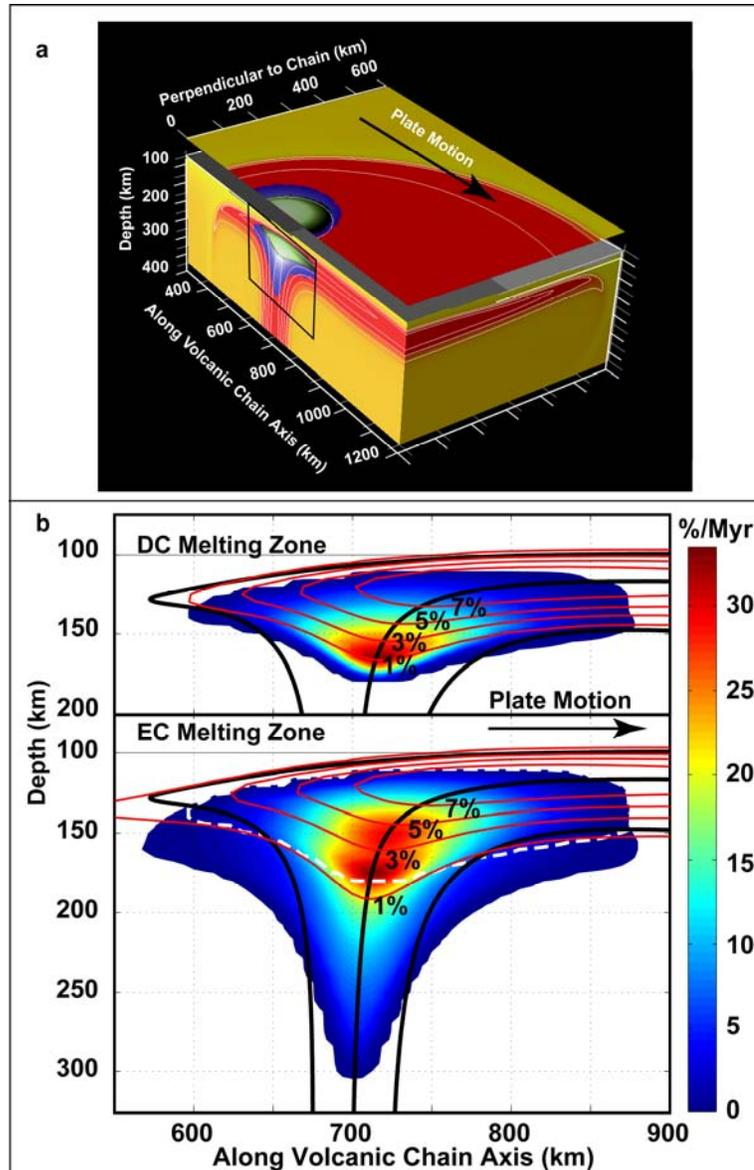 a
Perpendicular to Chain (km)
0 200 400 600
Plate Motion
Depth (km)
100
200
300
400
400
600
800
1000
1200
Along Volcanic Chain Axis (km)
b
%/Myr
DC Melting Zone
100
150
200
7%
5%
3%
1%
Plate Motion
EC Melting Zone
100
150
200
250
300
7%
5%
3%
1%
Depth (km)
30
25
20
15
10
5
0
600 700 800 900
Along Volcanic Chain Axis (km)